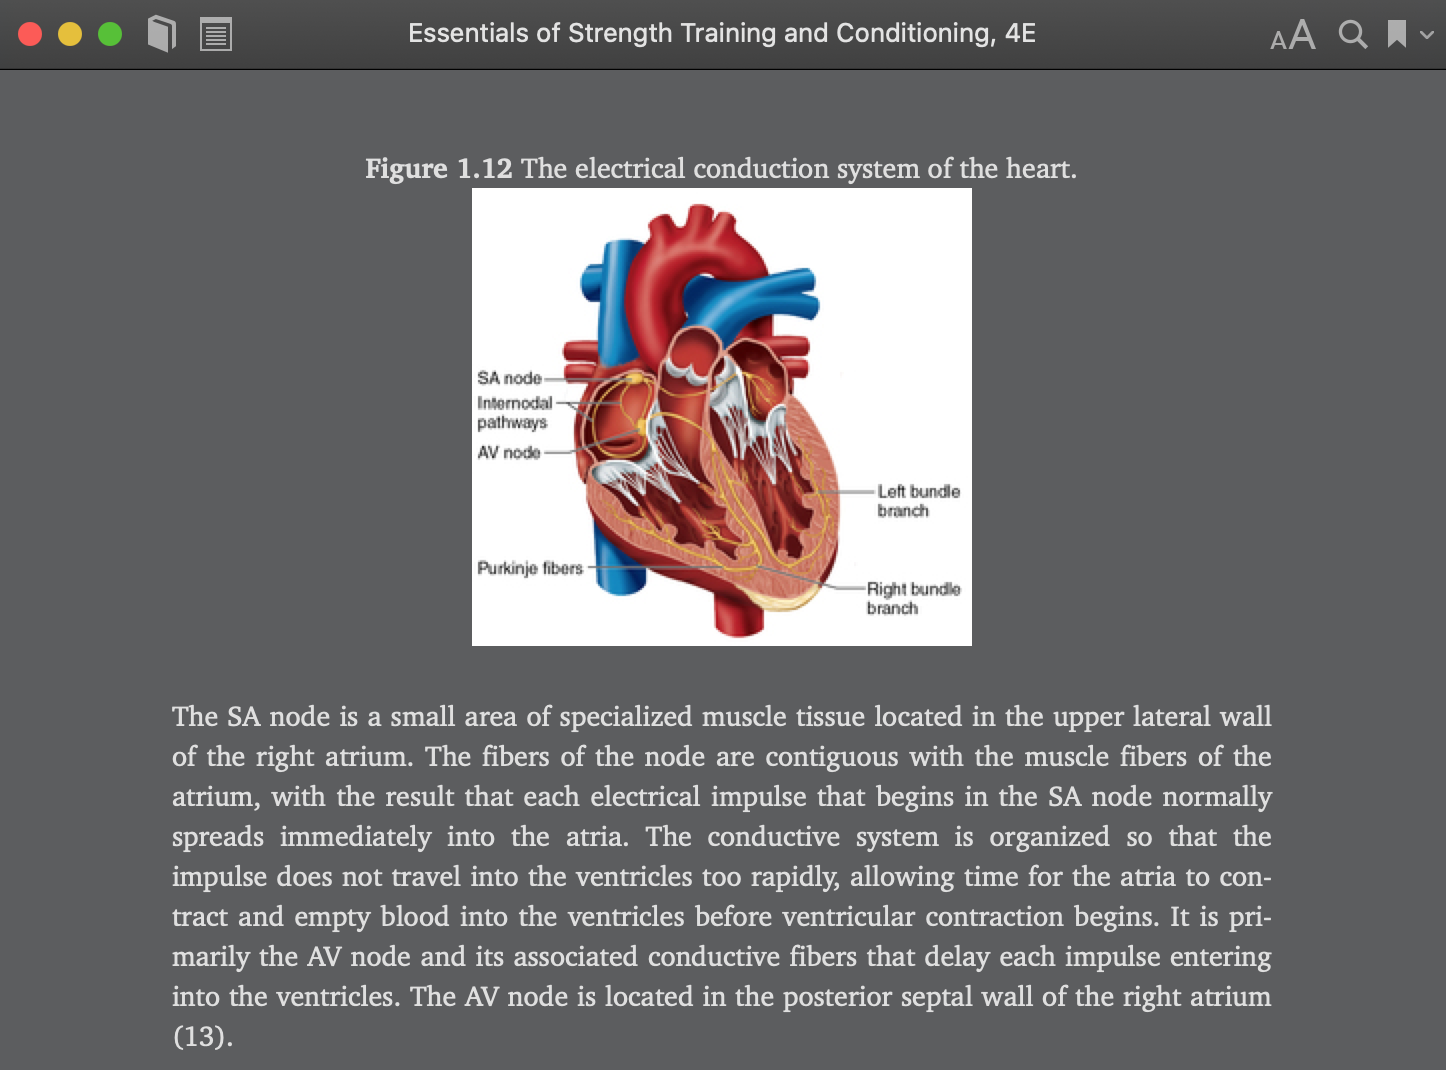 Essentials of Strength Training and Conditioning, 4E
AA
Figure 1.12 The electrical conduction system of the heart.
SA node
Internodal
pathways
AV node
Left bundle
branch
Purkinje fibers
Right bundle
branch
The SA node is a small area of specialized muscle tissue located in the upper lateral wall
of the right atrium. The fibers of the node are contiguous with the muscle fibers of the
atrium, with the result that each electrical impulse that begins in the SA node normally
spreads immediately into the atria. The conductive system is organized so that the
impulse does not travel into the ventricles too rapidly, allowing time for the atria to con-
tract and empty blood into the ventricles before ventricular contraction begins. It is pri-
marily the AV node and its associated conductive fibers that delay each impulse entering
into the ventricles. The AV node is located in the posterior septal wall of the right atrium
(13).